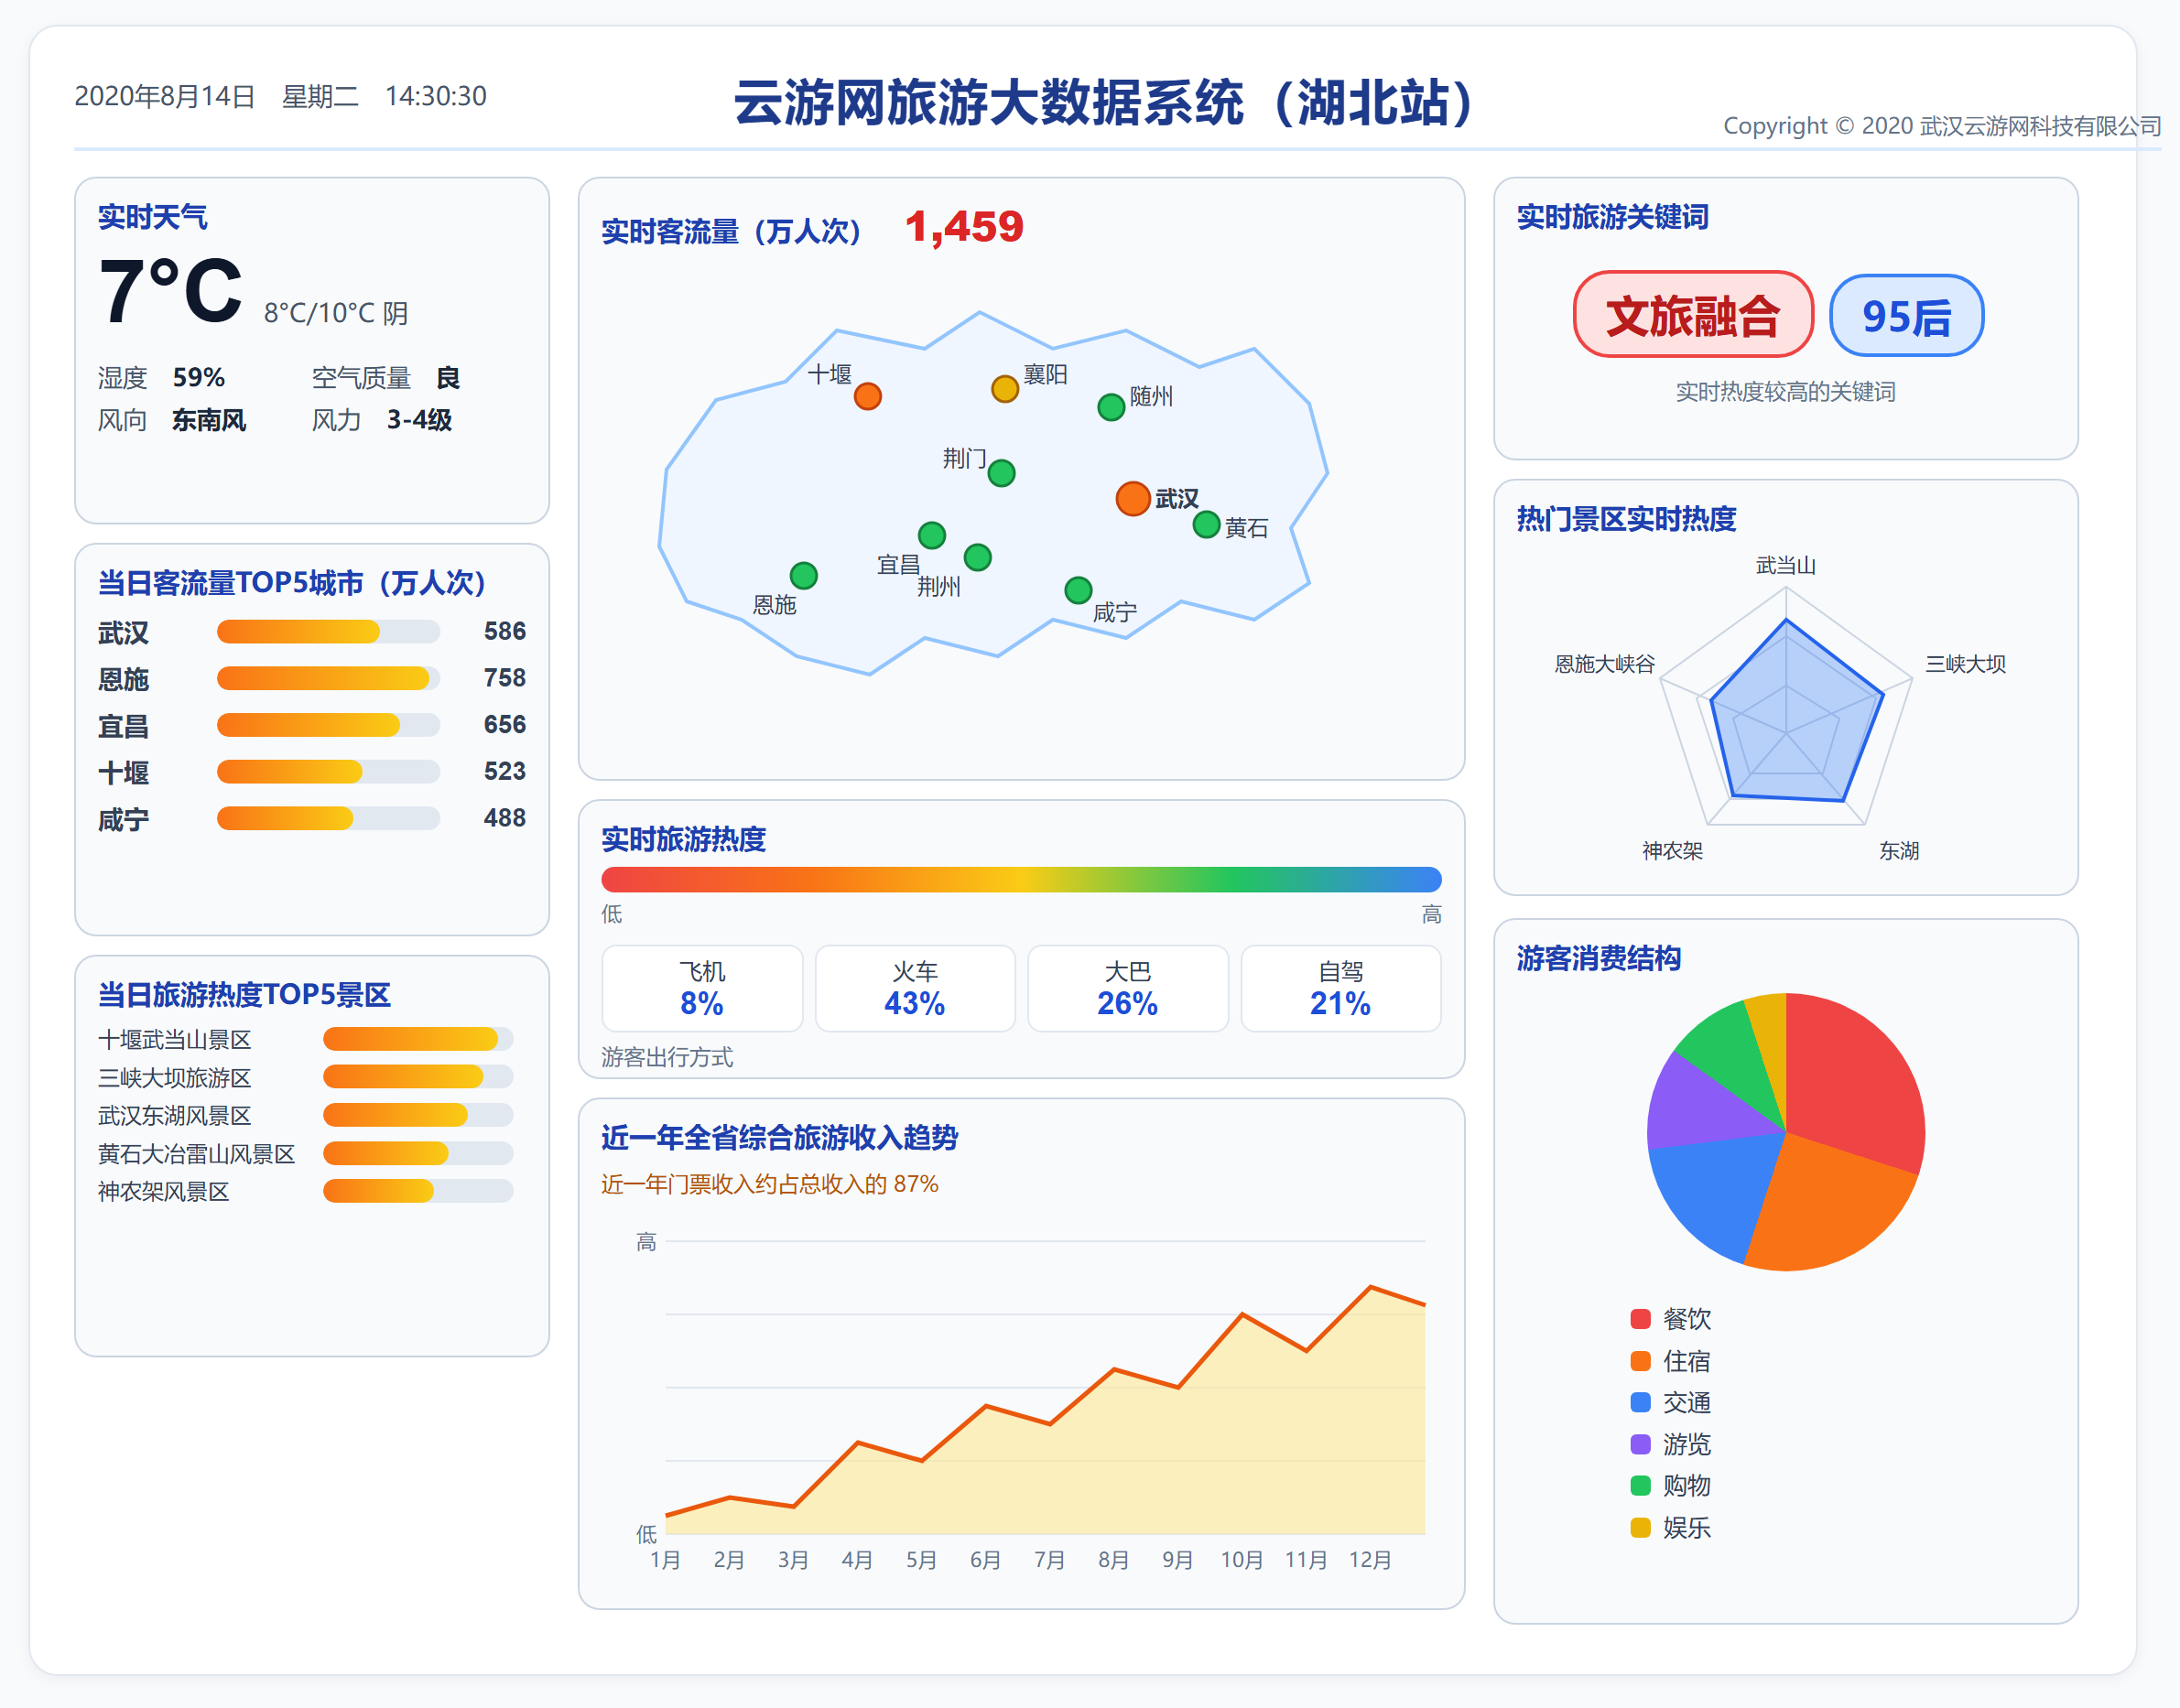 2020年8月14日 星期二 14:30:30
云游网旅游大数据系统（湖北站）
Copyright © 2020 武汉云游网科技有限公司
实时天气
7°C 8°C/10°C 阴
湿度 59% 空气质量 良
风向 东南风 风力 3-4级
当日客流量TOP5城市（万人次）
武汉 586
恩施 758
宜昌 656
十堰 523
咸宁 488
当日旅游热度TOP5景区
十堰武当山景区
三峡大坝旅游区
武汉东湖风景区
黄石大冶雷山风景区
神农架风景区
实时客流量（万人次） 1,459
十堰
襄阳
随州
荆门
武汉
黄石
宜昌
荆州
恩施
咸宁
实时旅游热度
低 高
飞机 火车 大巴 自驾
8% 43% 26% 21%
游客出行方式
近一年全省综合旅游收入趋势
近一年门票收入约占总收入的 87%
高
低
1月 2月 3月 4月 5月 6月 7月 8月 9月 10月 11月 12月
实时旅游关键词
文旅融合 95后
实时热度较高的关键词
热门景区实时热度
武当山
恩施大峡谷 三峡大坝
神农架 东湖
游客消费结构
餐饮
住宿
交通
游览
购物
娱乐